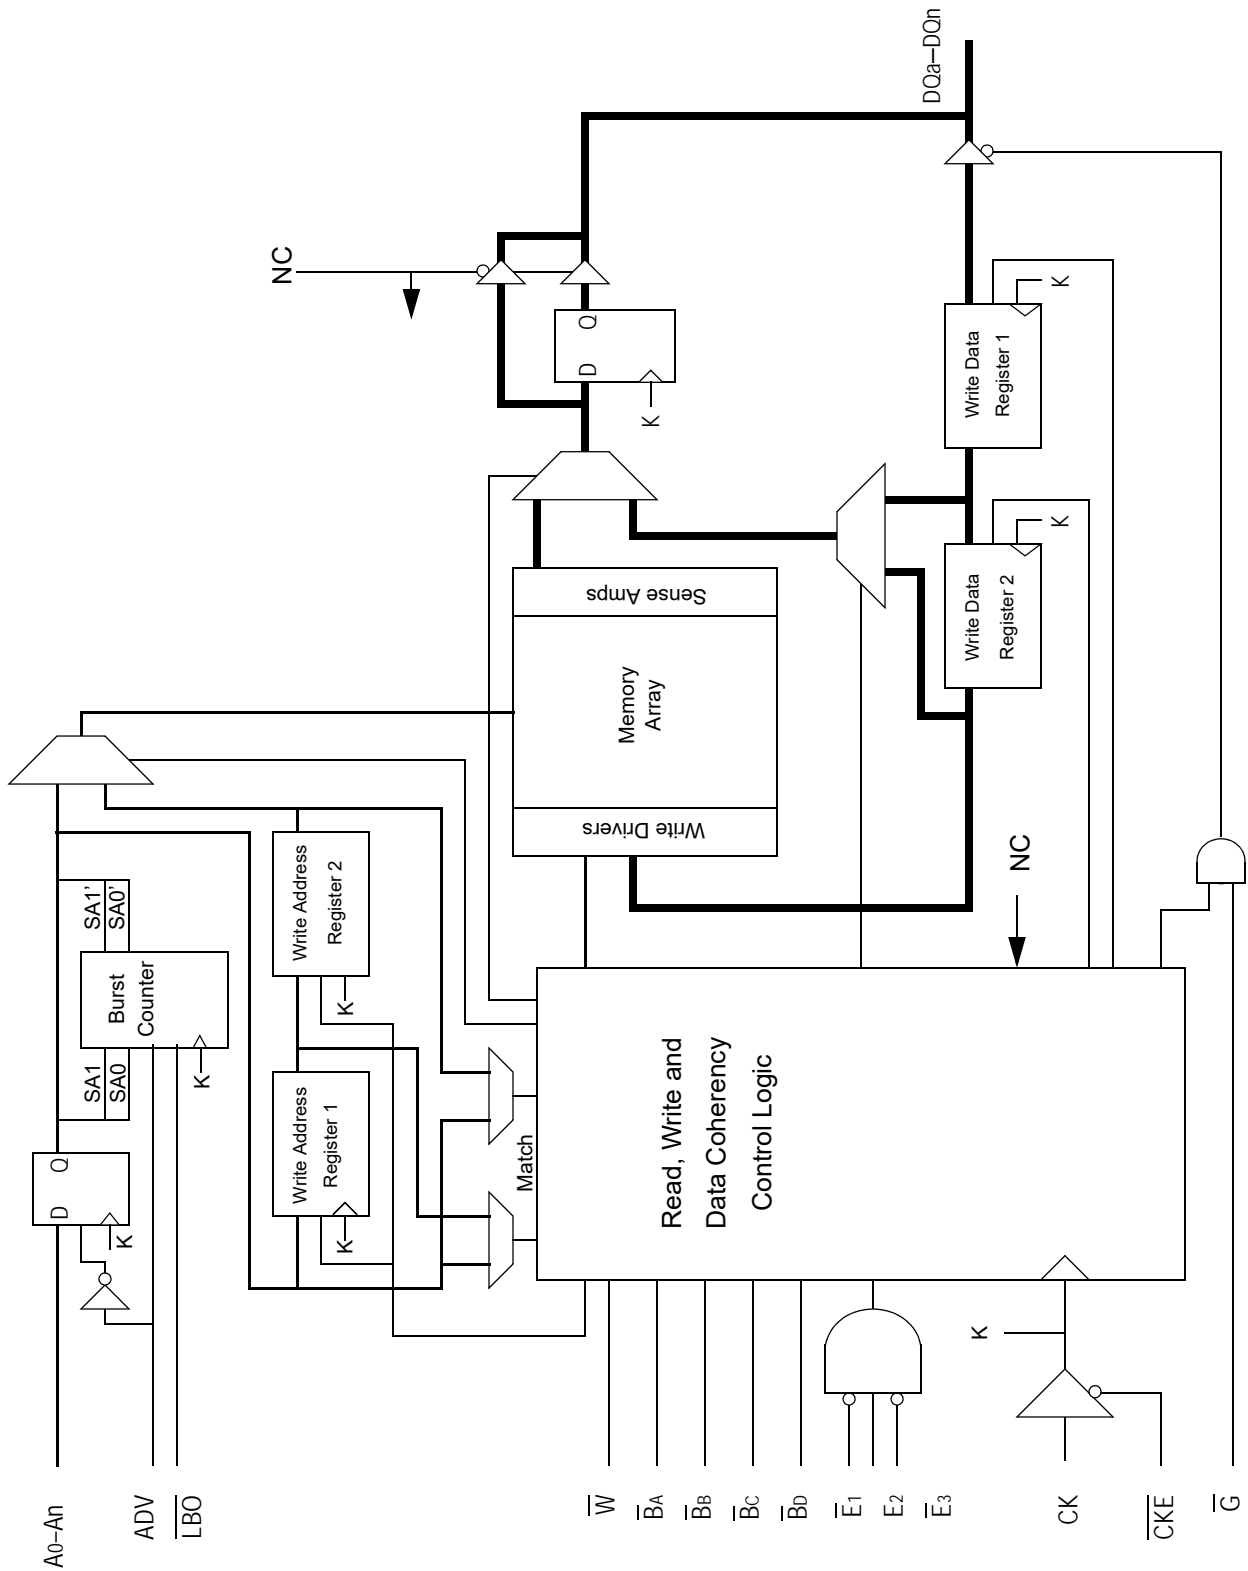 A0–An
ADV
LBO
W
BA
BB
BC
BD
E1
E2
E3
CK
CKE
G
D
Q
K
SA1
SA0
Burst
Counter
K
SA1’
SA0’
Write Address
Register 1
K
Write Address
Register 2
K
Match
Read, Write and
Data Coherency
Control Logic
K
NC
Write Drivers
Memory
Array
Sense Amps
Write Data
Register 2
K
Write Data
Register 1
K
D
Q
K
NC
DQa–DQn